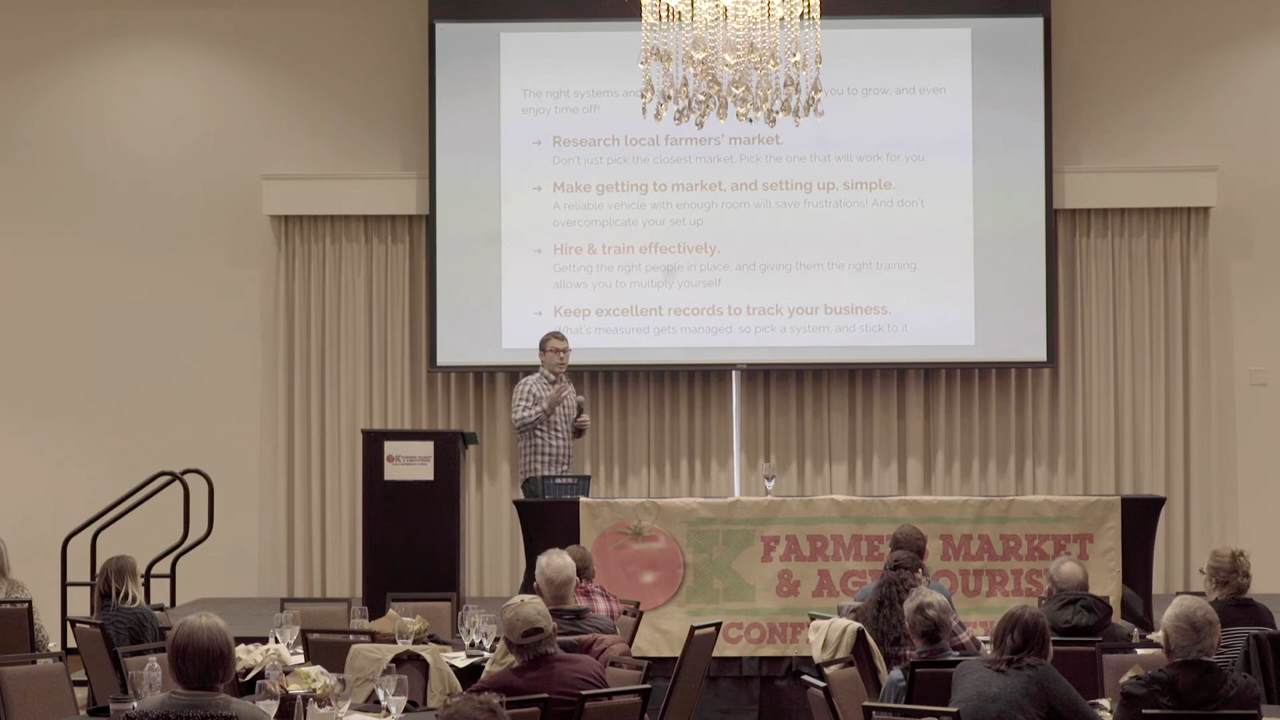 The right systems and you to grow, and even
enjoy time off!
→ Research local farmers' market.
Don't just pick the closest market. Pick the one that will work for you.
→ Make getting to market, and setting up, simple.
A reliable vehicle with enough room will save frustrations! And don't
overcomplicate your set up.
→ Hire & train effectively.
Getting the right people in place, and giving them the right training,
allows you to multiply yourself.
→ Keep excellent records to track your business.
What's measured gets managed, so pick a system, and stick to it.
OK FARMERS MARKET
& AGRITOURISM